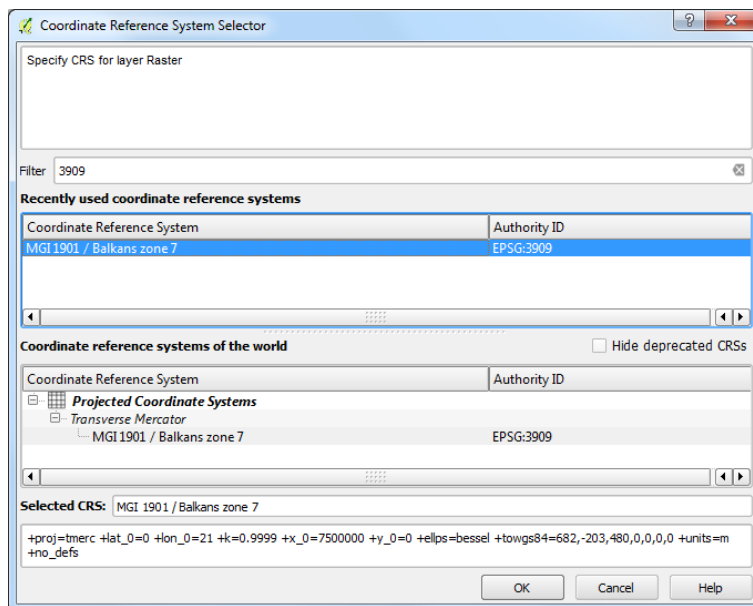 Coordinate Reference System Selector
Specify CRS for layer Raster
Filter 3909
Recently used coordinate reference systems
Coordinate Reference System Authority ID
MGI 1901 / Balkans zone 7 EPSG:3909
Coordinate reference systems of the world Hide deprecated CRSs
Coordinate Reference System Authority ID
Projected Coordinate Systems
Transverse Mercator
MGI 1901 / Balkans zone 7 EPSG:3909
Selected CRS: MGI 1901 / Balkans zone 7
+proj=tmerc +lat_0=0 +lon_0=21 +k=0.9999 +x_0=7500000 +y_0=0 +ellps=bessel +towgs84=682,-203,480,0,0,0,0 +units=m
+no_defs
OK Cancel Help